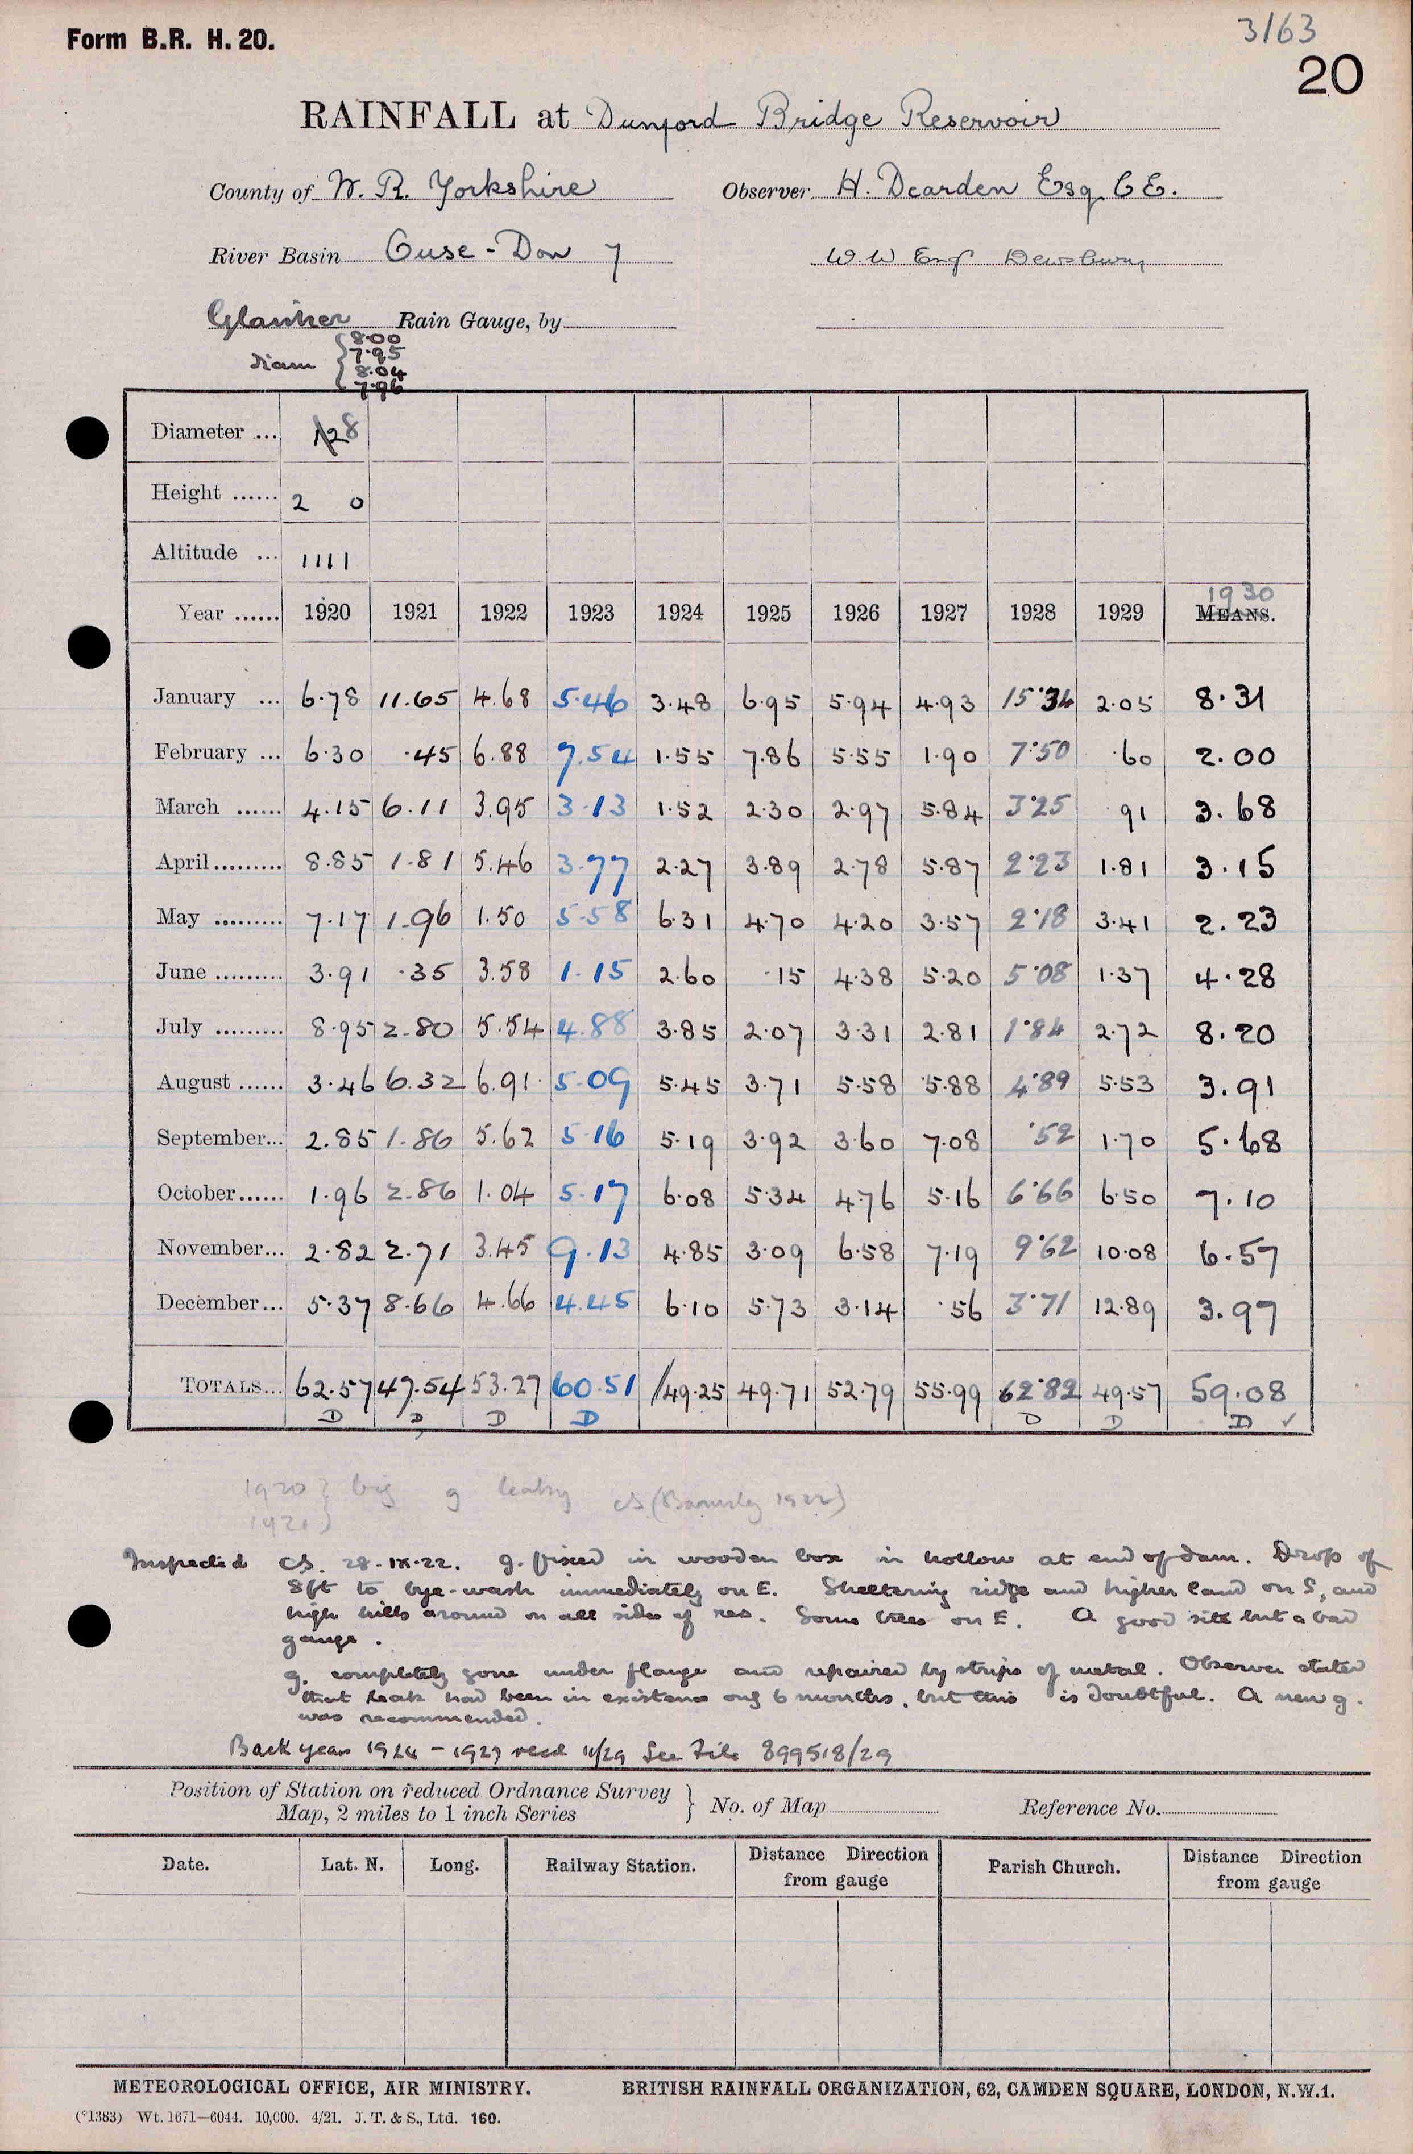 Form B.R. H. 20.
3163
20
RAINFALL at Dunford Bridge Reservoir
County of W. R. Yorkshire Observer H. Dearden Esq. C E.
River Basin Ouse - Don 7 W W Eng Dewsbury
Glaisher Rain Gauge, by
diam { 8.00
7.95
8.04
7.96
Diameter ... 8
Height ...... 2 0
Altitude ... 1111
Year ...... 1920 1921 1922 1923 1924 1925 1926 1927 1928 1929 MEANS. 1930
January ... 6.78 11.65 4.68 5.46 3.48 6.95 5.94 4.93 15.34 2.05 8.31
February ... 6.30 .45 6.88 7.54 1.55 7.86 5.55 1.90 7.50 .60 2.00
March ...... 4.15 6.11 3.95 3.13 1.52 2.30 2.97 5.84 3.25 91 3.68
April......... 8.85 1.81 5.46 3.77 2.27 3.89 2.78 5.87 2.23 1.81 3.15
May ......... 7.17 1.96 1.50 5.58 6.31 4.70 4.20 3.57 2.18 3.41 2.23
June ......... 3.91 .35 3.58 1.15 2.60 .15 4.38 5.20 5.08 1.37 4.28
July ......... 8.95 2.80 5.54 4.88 3.85 2.07 3.31 2.81 1.84 2.72 8.20
August ...... 3.46 6.32 6.91 5.09 5.45 3.71 5.58 5.88 4.89 5.53 3.91
September... 2.85 1.86 5.62 5.16 5.19 3.92 3.60 7.08 .52 1.70 5.68
October...... 1.96 2.86 1.04 5.17 6.08 5.34 4.76 5.16 6.66 6.50 7.10
November... 2.82 2.71 3.45 9.13 4.85 3.09 6.58 7.19 9.62 10.08 6.57
December... 5.37 8.66 4.66 4.45 6.10 5.73 3.14 .56 3.71 12.89 3.97
TOTALS... 62.57 47.54 53.27 60.51 49.25 49.71 52.79 55.99 62.82 49.57 59.08
D D D D D D D ✓
1920 } big g leaky CS (Barnsley 1922)
1921 }
Inspected CS. 28-IX-22. g. fixed in wooden box in hollow at end of dam. Drop of
8ft to bye-wash immediately on E. Sheltering ridge and higher land on S, and
high hills around on all sides of res. Some trees on E. A good site but a bad
gauge.
g. completely gone under flange and repaired by strips of metal. Observer stated
that leak had been in existence only 6 months, but this is doubtful. A new g.
was recommended.
Back years 1924 - 1927 recd 11/29 See File 899518/29
Position of Station on reduced Ordnance Survey
Map, 2 miles to 1 inch Series } No. of Map Reference No.
Date. Lat. N. Long. Railway Station. Distance Direction from gauge Parish Church. Distance Direction from gauge
METEOROLOGICAL OFFICE, AIR MINISTRY. BRITISH RAINFALL ORGANIZATION, 62, CAMDEN SQUARE, LONDON, N.W.1.
(*1383) Wt. 1671—6044. 10,000. 4/21. J. T. & S., Ltd. 160.